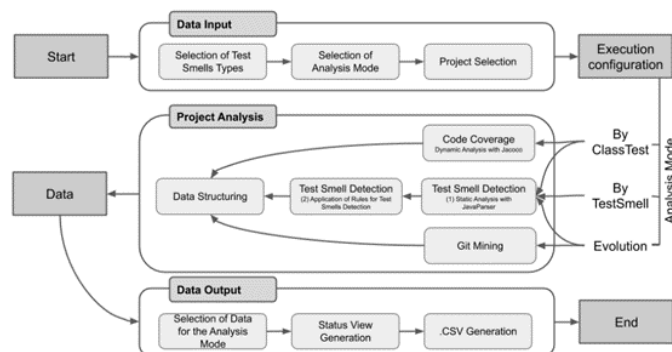 Data Input
Start
Selection of Test
Smells Types
Selection of
Analysis Mode
Project Selection
Execution
configuration
Project Analysis
Code Coverage
Dynamic Analysis with Jacoco
By
ClassTest
Data
Data Structuring
Test Smell Detection
(2) Application of Rules for Test
Smells Detection
Test Smell Detection
(1) Static Analysis with
JavaParser
By
TestSmell
Analysis Mode
Git Mining
Evolution
Data Output
Selection of Data
for the Analysis
Mode
Status View
Generation
.CSV Generation
End